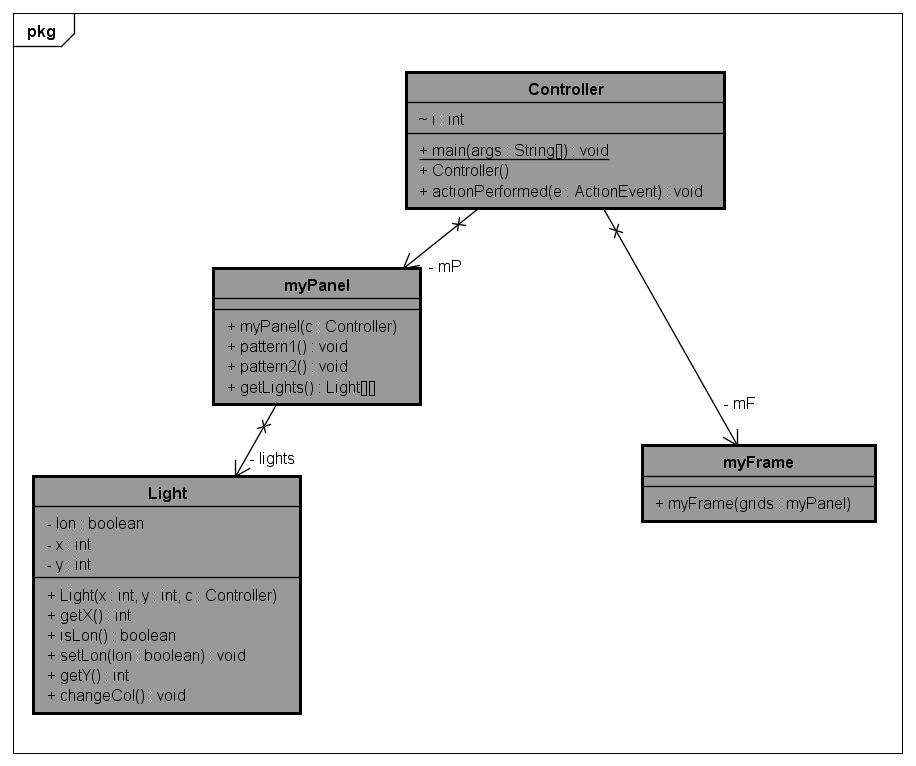 pkg
Controller
~ i : int
+ main(args : String[]) : void
+ Controller()
+ actionPerformed(e : ActionEvent) : void
- mP
myPanel
+ myPanel(c : Controller)
+ pattern1() : void
+ pattern2() : void
+ getLights() : Light[][]
- mF
- lights
myFrame
+ myFrame(grids : myPanel)
Light
- lon : boolean
- x : int
- y : int
+ Light(x : int, y : int, c : Controller)
+ getX() : int
+ isLon() : boolean
+ setLon(lon : boolean) : void
+ getY() : int
+ changeCol() : void